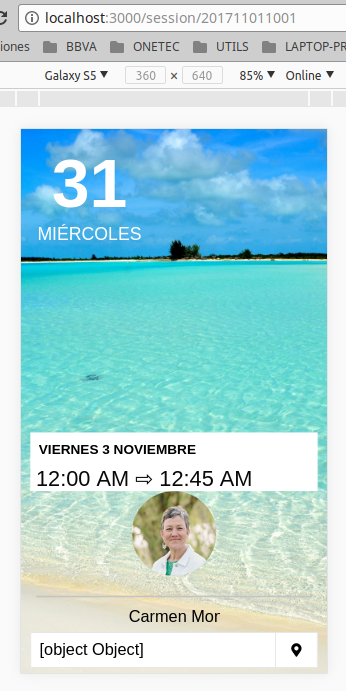 localhost:3000/session/201711011001
iones BBVA ONETEC UTILS LAPTOP-PR
Galaxy S5 ▼ 360 × 640 85% ▼ Online ▼
31
MIÉRCOLES
VIERNES 3 NOVIEMBRE
12:00 AM ⇨ 12:45 AM
Carmen Mor
[object Object]